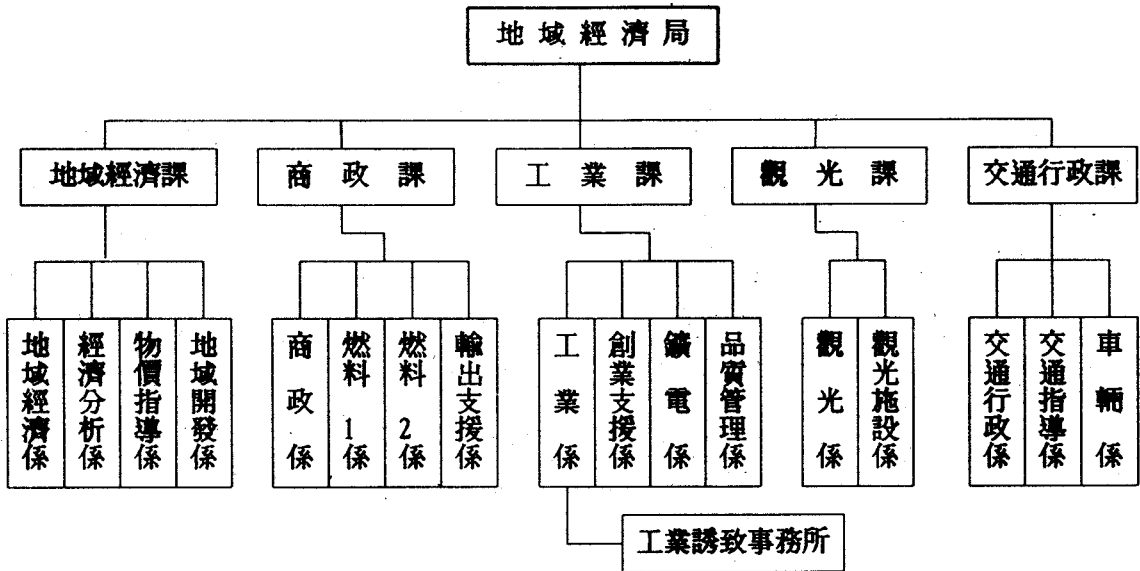 地域經濟局
地域經濟課
商政課
工業課
觀光課
交通行政課
地域經濟係
經濟分析係
物價指導係
地域開發係
商政係
燃料1係
燃料2係
輸出支援係
工業係
創業支援係
鑛電係
品質管理係
觀光係
觀光施設係
交通行政係
交通指導係
車輛係
工業誘致事務所